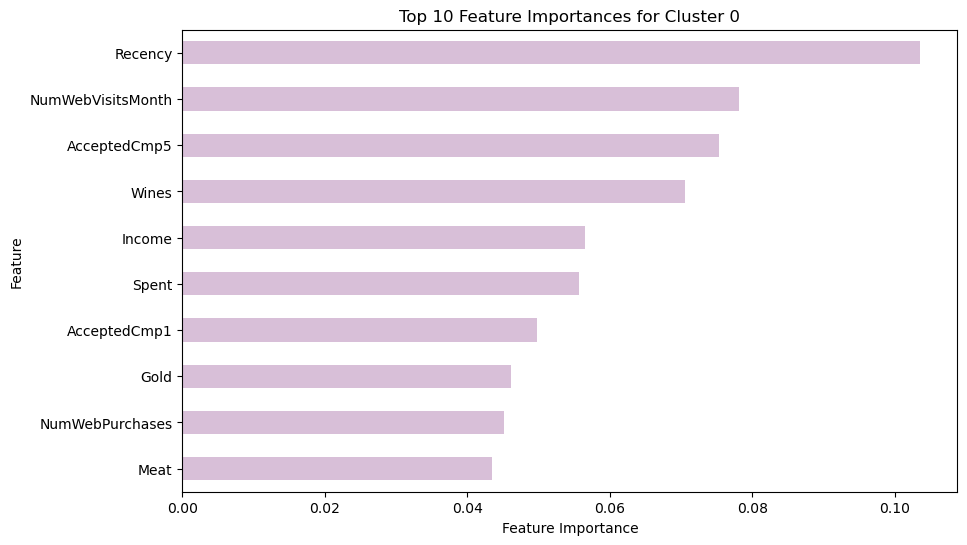 Top 10 Feature Importances for Cluster 0
Feature
Recency
NumWebVisitsMonth
AcceptedCmp5
Wines
Income
Spent
AcceptedCmp1
Gold
NumWebPurchases
Meat
0.00 0.02 0.04 0.06 0.08 0.10
Feature Importance